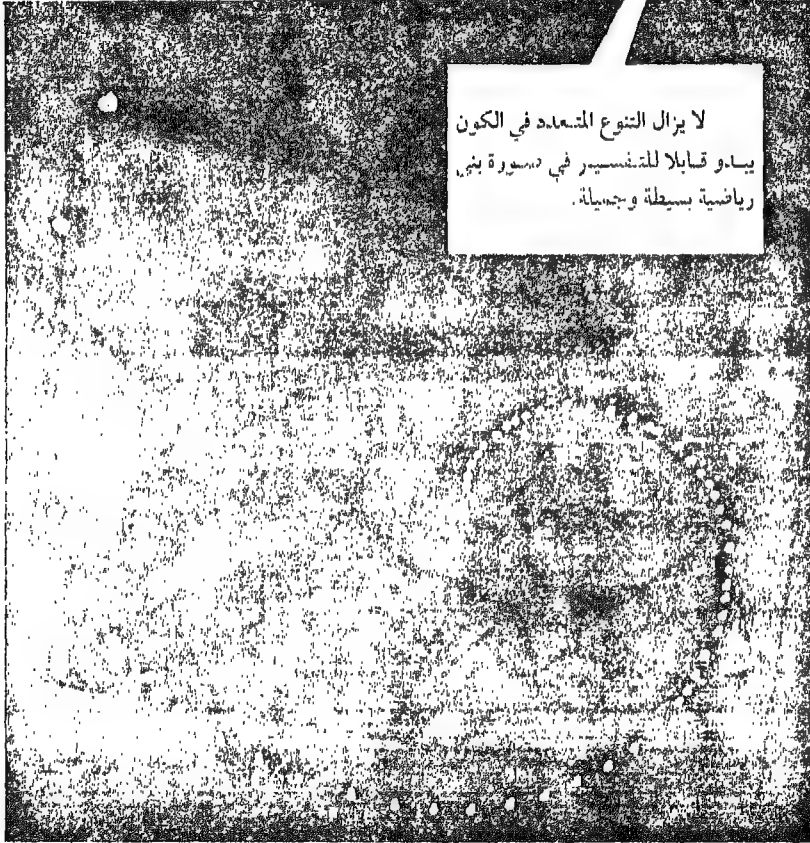 لا يزال التنوع المتعدد في الكون
يبدو قابلا للتفسير في صورة بنى
رياضية بسيطة وجميلة.